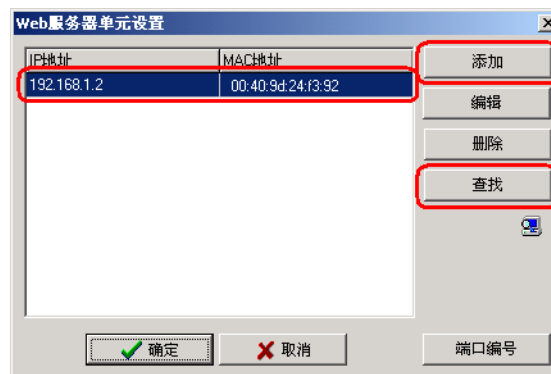 Web服务器单元设置
IP地址 MAC地址 添加
192.168.1.2 00:40:9d:24:f3:92 编辑
删除
查找
确定 取消 端口编号